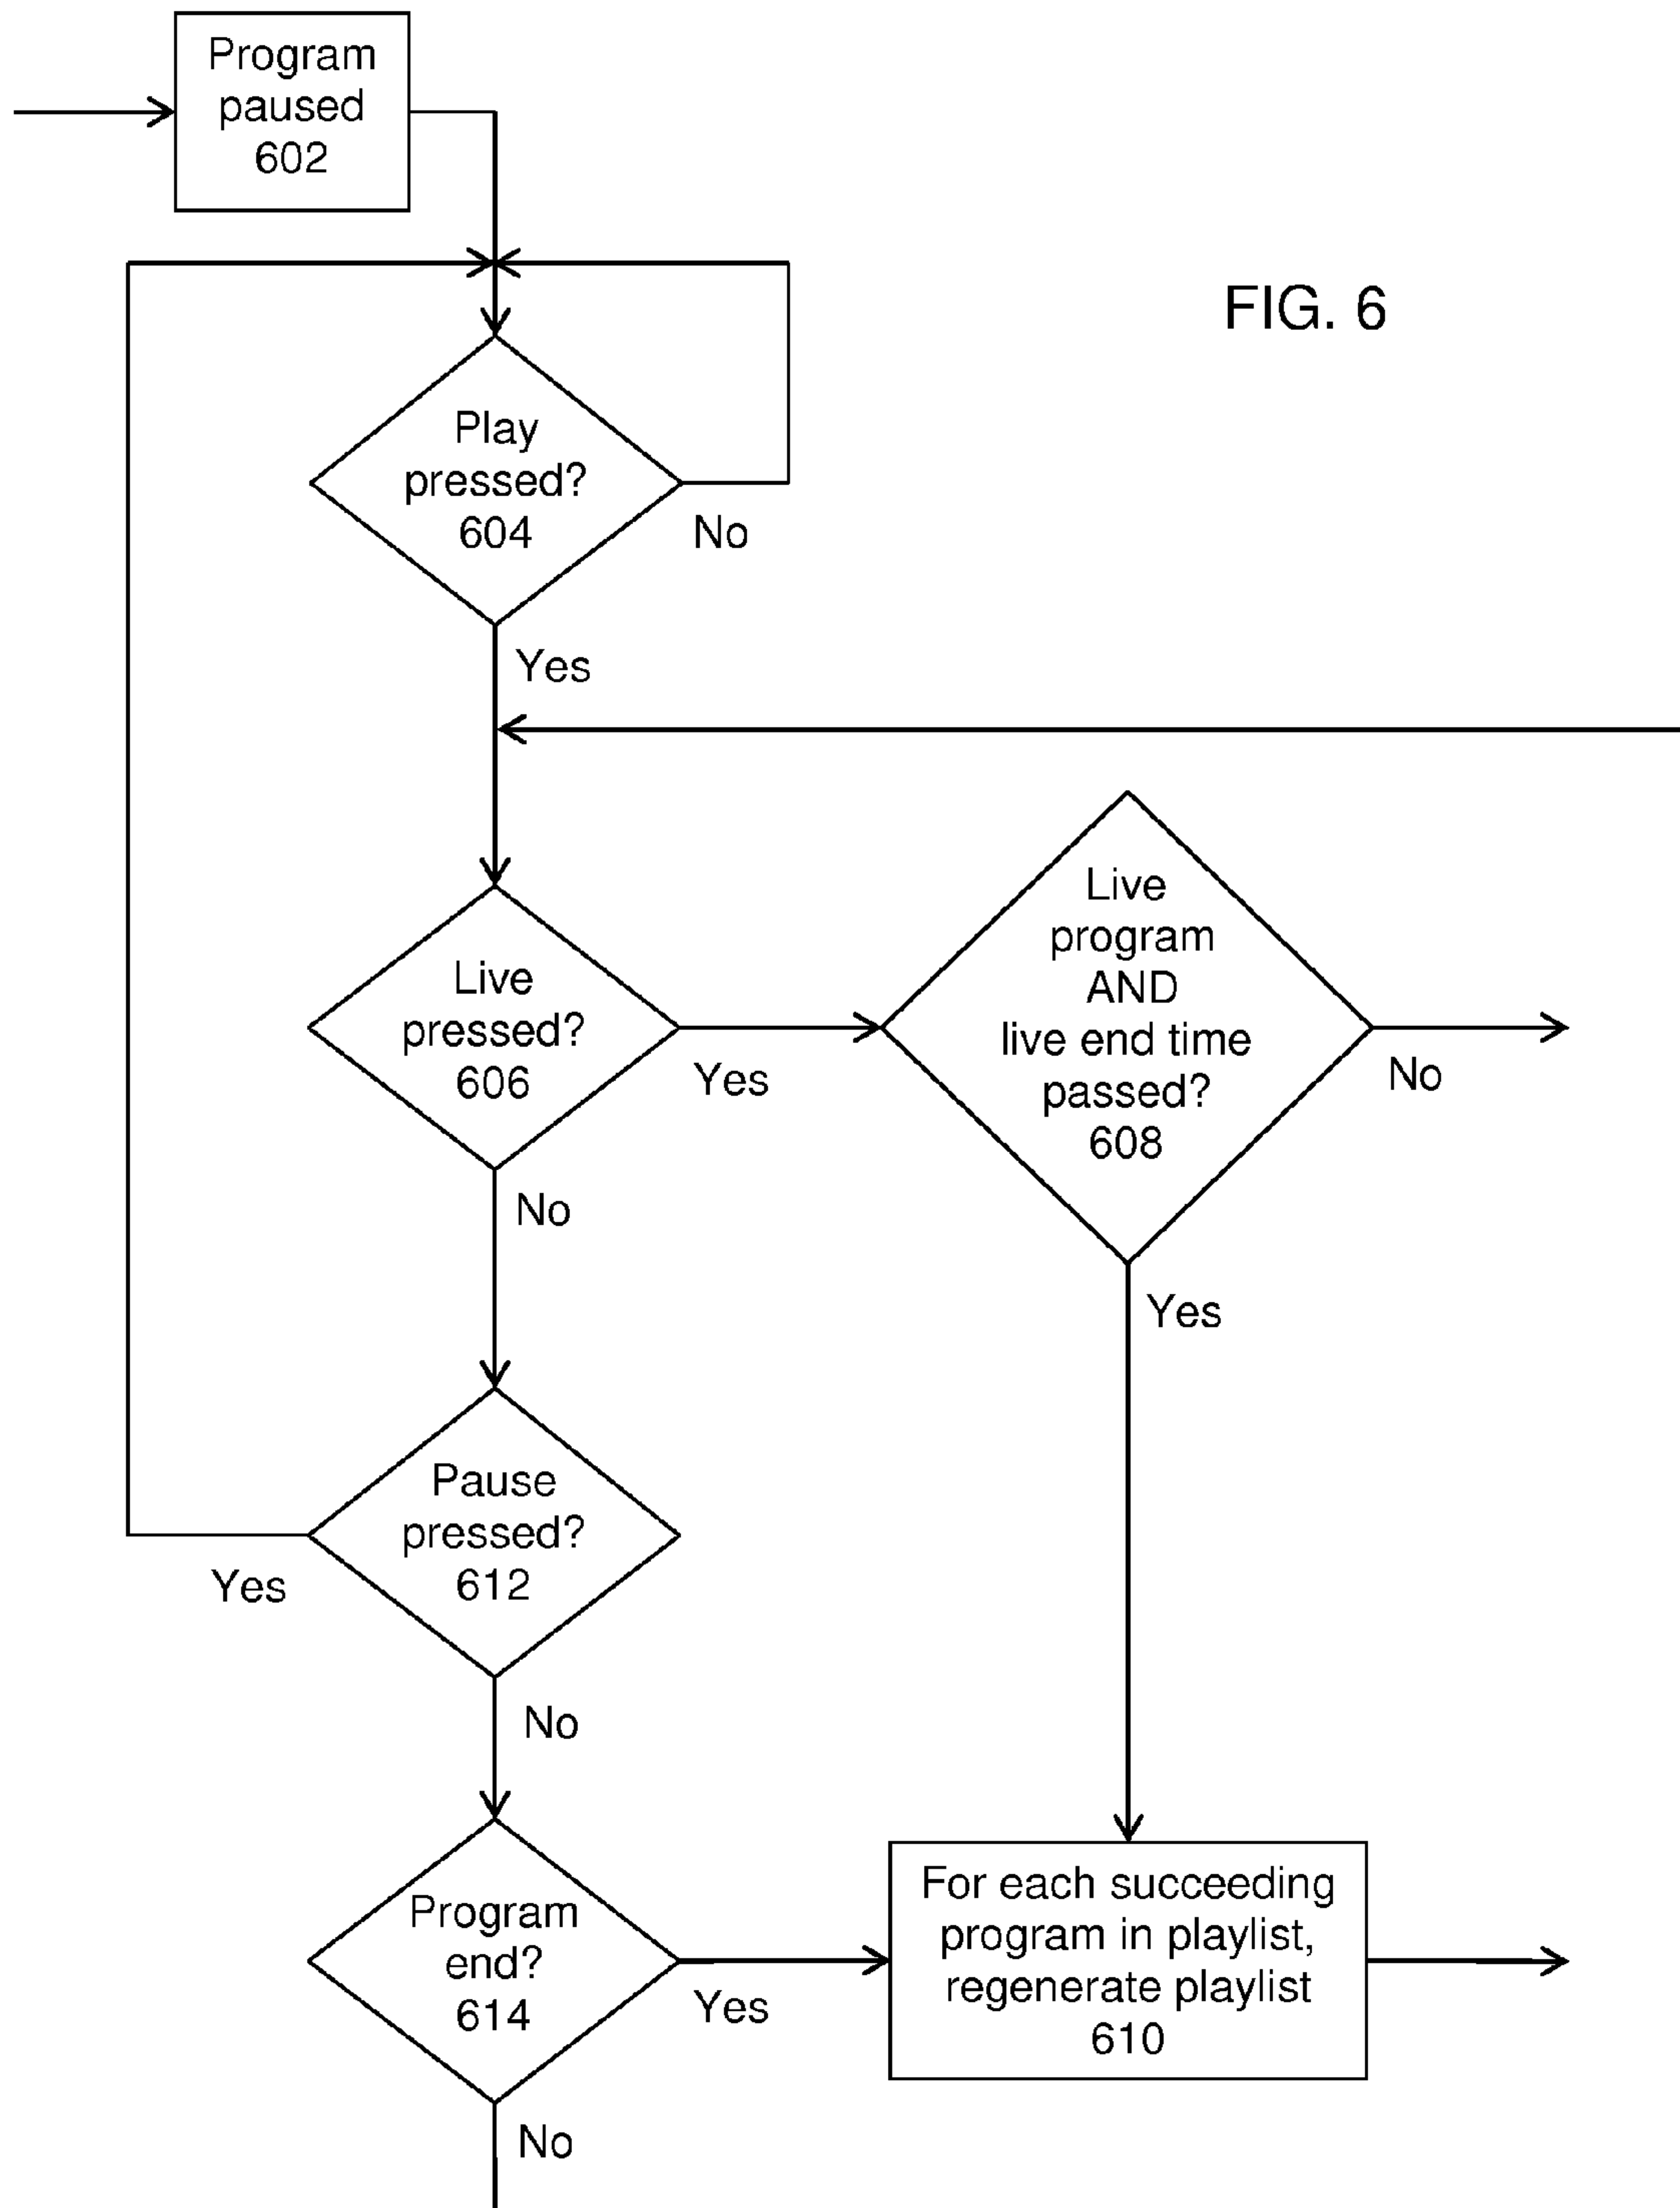 Program
paused
602
FIG. 6
Play
pressed?
604
No
Yes
Live
pressed?
606
Yes
No
Live
program
AND
live end time
passed?
608
No
Yes
Pause
pressed?
612
Yes
No
Program
end?
614
Yes
No
For each succeeding
program in playlist,
regenerate playlist
610